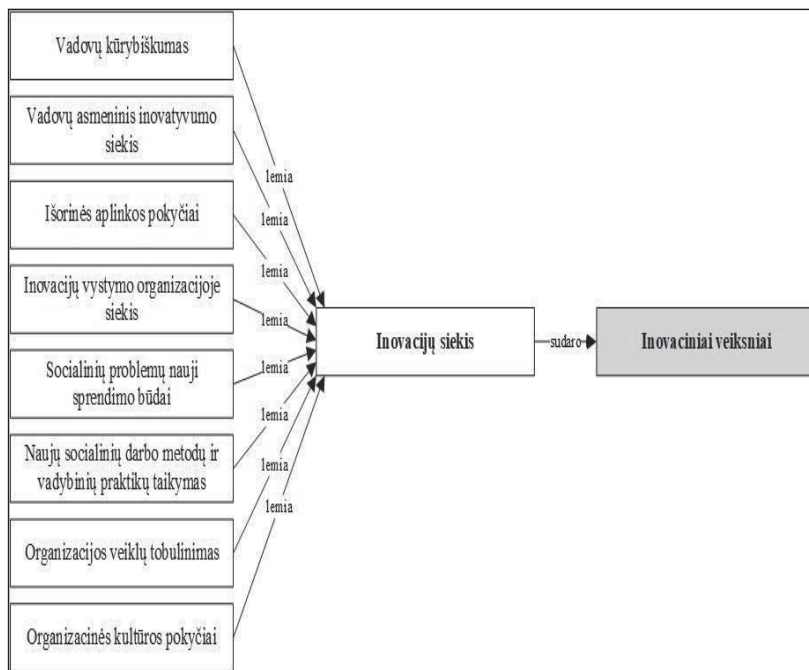 Vadovų kūrybiškumas
Vadovų asmeninis inovatyvumo
siekis
Išorinės aplinkos pokyčiai
Inovacijų vystymo organizacijoje
siekis
Socialinių problemų nauji
sprendimo būdai
Naujų socialinių darbo metodų ir
vadybinių praktikų taikymas
Organizacijos veiklų tobulinimas
Organizacinės kultūros pokyčiai
lemia
lemia
lemia
lemia
lemia
lemia
lemia
lemia
Inovacijų siekis
sudaro
Inovaciniai veiksniai